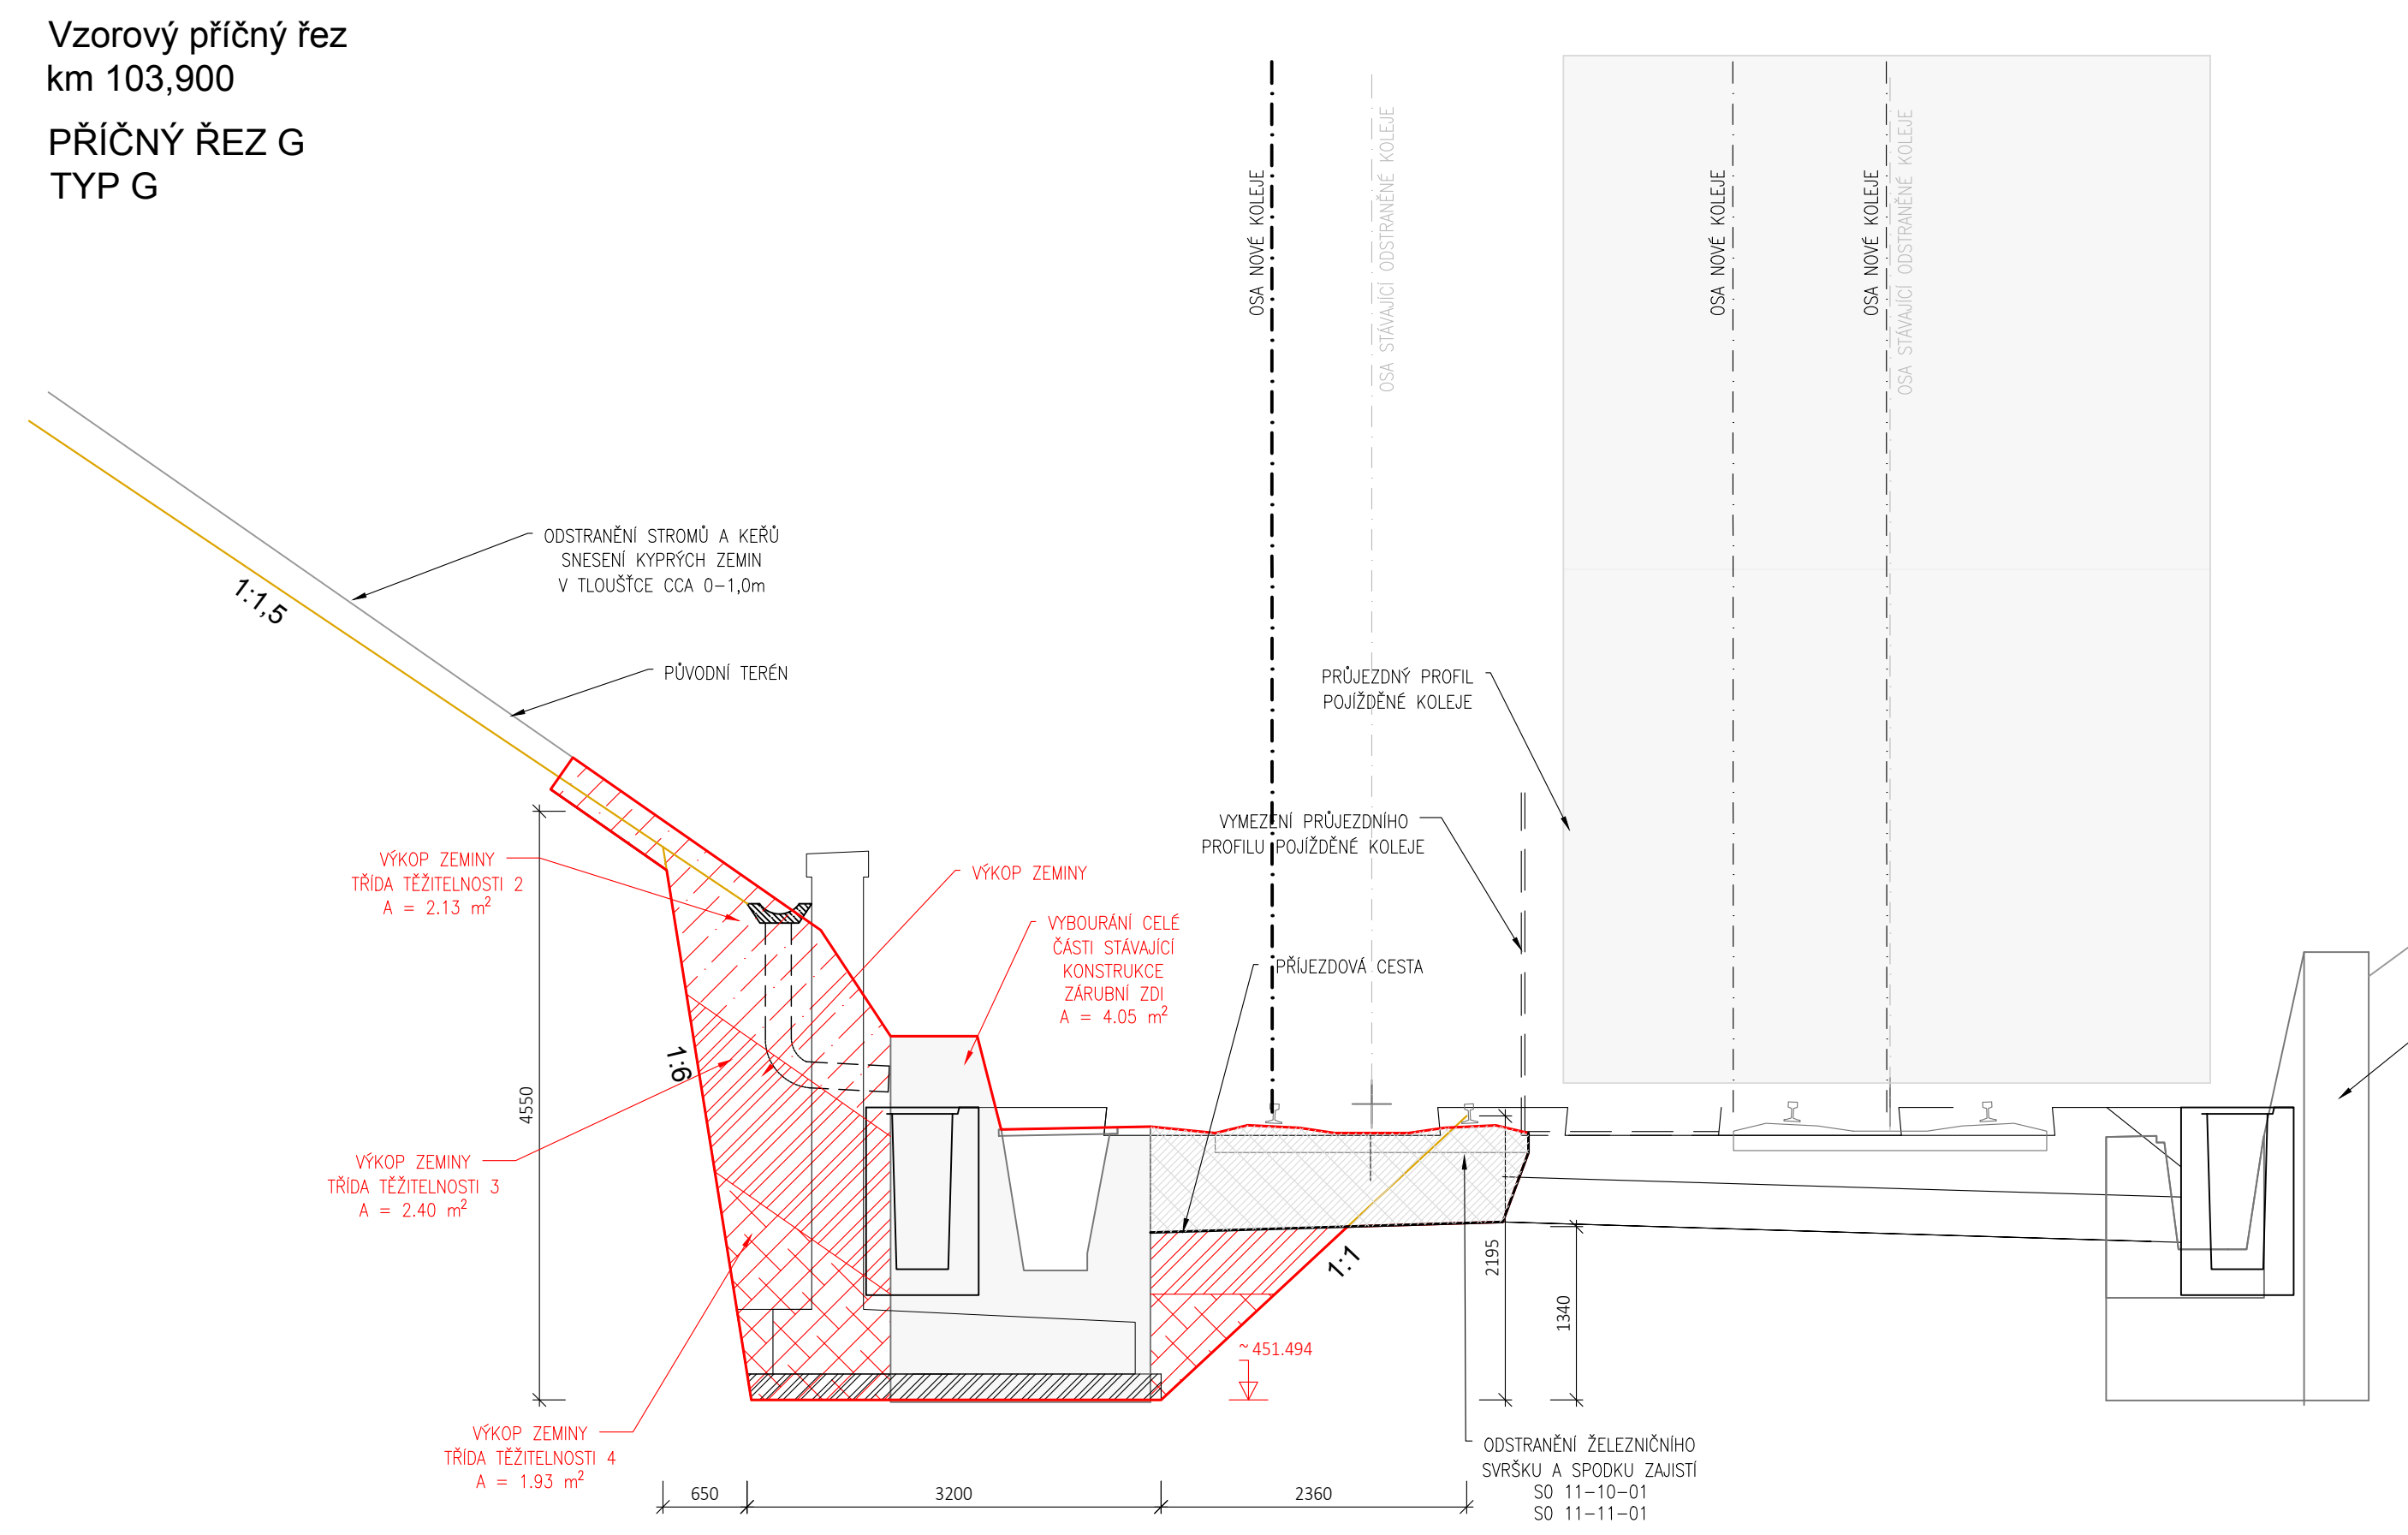 Vzorový příčný řez
km 103,900
PŘÍČNÝ ŘEZ G
TYP G
OSA NOVÉ KOLEJE
OSA STÁVAJÍCÍ ODSTRANĚNÉ KOLEJE
OSA NOVÉ KOLEJE
OSA NOVÉ KOLEJE
OSA STÁVAJÍCÍ ODSTRANĚNÉ KOLEJE
ODSTRANĚNÍ STROMŮ A KEŘŮ
SNESENÍ KYPRÝCH ZEMIN
V TLOUŠŤCE CCA 0-1,0m
1:1,5
PŮVODNÍ TERÉN
PRŮJEZDNÝ PROFIL
POJÍŽDĚNÉ KOLEJE
VYMEZENÍ PRŮJEZDNÍHO
PROFILU POJÍŽDĚNÉ KOLEJE
VÝKOP ZEMINY
TŘÍDA TĚŽITELNOSTI 2
A = 2.13 m²
VÝKOP ZEMINY
VYBOURÁNÍ CELÉ
ČÁSTI STÁVAJÍCÍ
KONSTRUKCE
ZÁRUBNÍ ZDI
A = 4.05 m²
PŘÍJEZDOVÁ CESTA
1:6
4550
VÝKOP ZEMINY
TŘÍDA TĚŽITELNOSTI 3
A = 2.40 m²
1:1
2195
1340
~451.494
VÝKOP ZEMINY
TŘÍDA TĚŽITELNOSTI 4
A = 1.93 m²
ODSTRANĚNÍ ŽELEZNIČNÍHO
SVRŠKU A SPODKU ZAJISTÍ
SO 11-10-01
SO 11-11-01
650
3200
2360